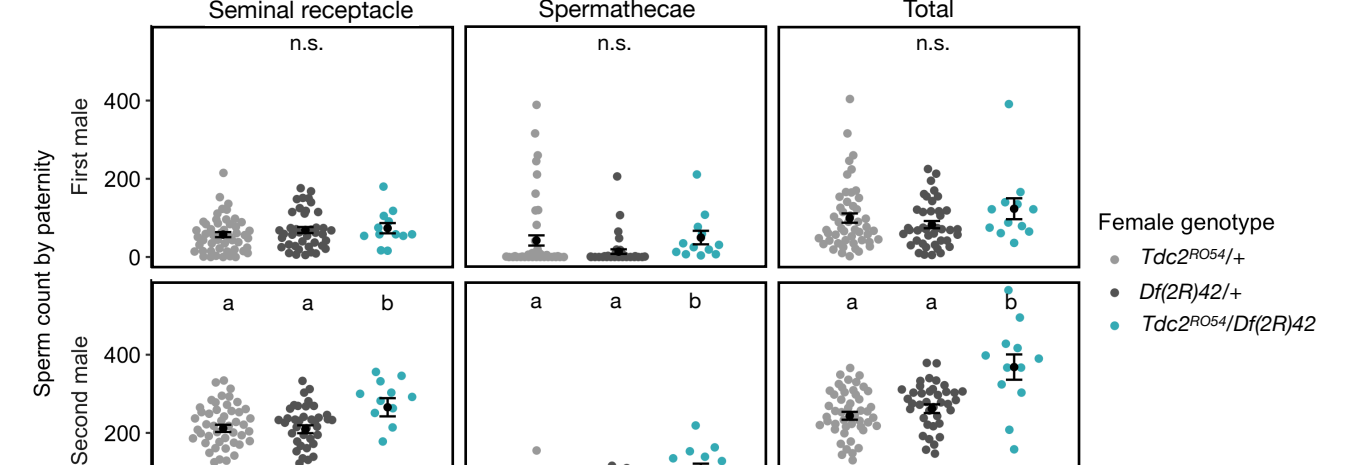 Seminal receptacle
Spermathecae
Total
n.s.
n.s.
n.s.
Sperm count by paternity
First male
400
200
0
Female genotype
Tdc2ᴿᴼ⁵⁴/+
Df(2R)42/+
Tdc2ᴿᴼ⁵⁴/Df(2R)42
a
a
b
a
a
b
a
a
b
Second male
400
200